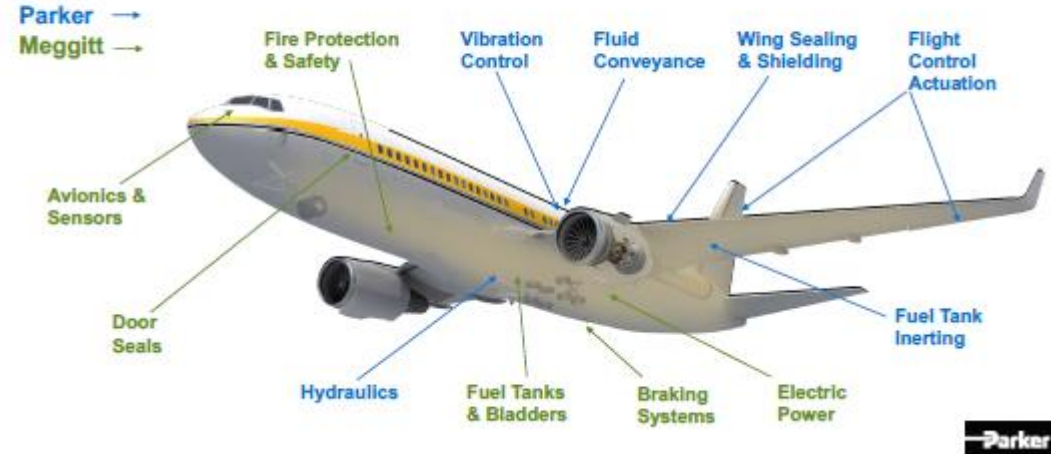 Parker
Meggitt
Fire Protection
& Safety
Vibration
Control
Fluid
Conveyance
Wing Sealing
& Shielding
Flight
Control
Actuation
Avionics &
Sensors
Door
Seals
Hydraulics
Fuel Tanks
& Bladders
Braking
Systems
Electric
Power
Fuel Tank
Inerting
Parker